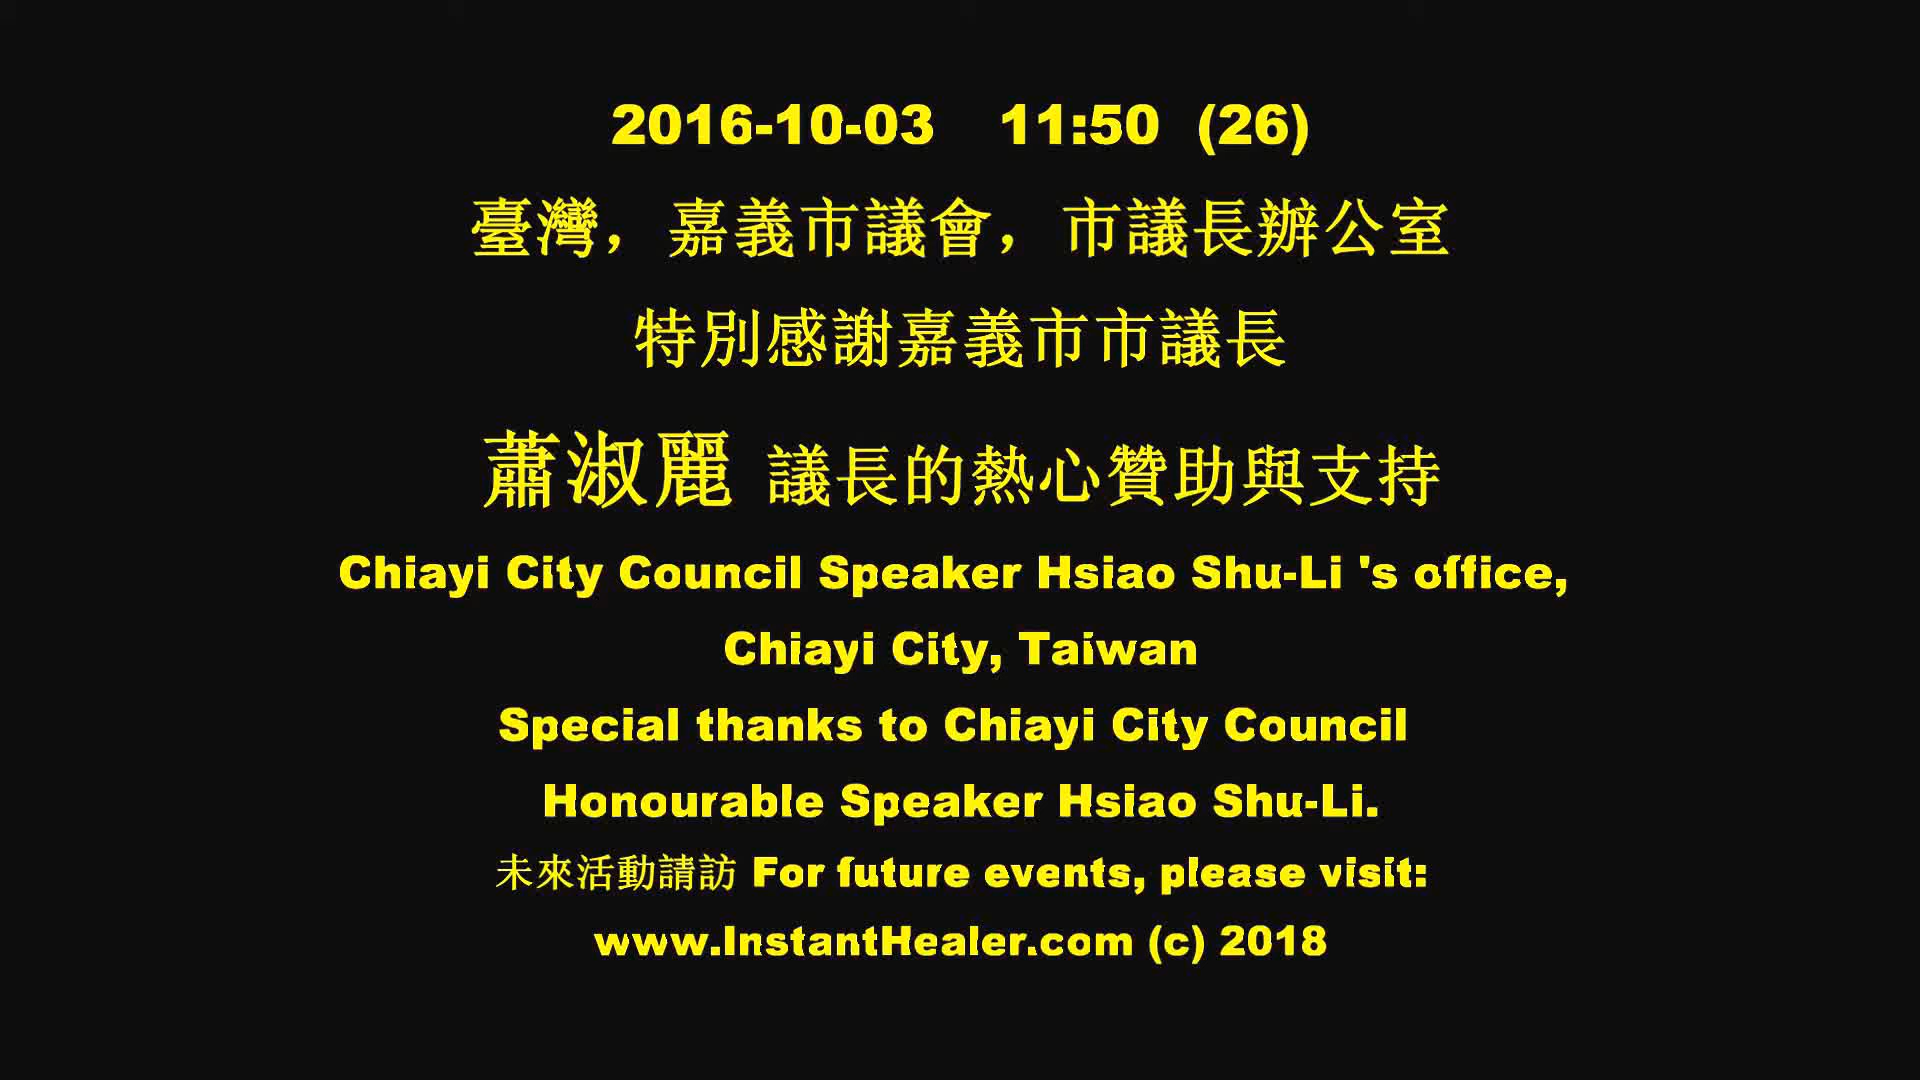 2016-10-03 11:50 (26)
臺灣，嘉義市議會，市議長辦公室
特別感謝嘉義市市議長
蕭淑麗 議長的熱心贊助與支持
Chiayi City Council Speaker Hsiao Shu-Li 's office,
Chiayi City, Taiwan
Special thanks to Chiayi City Council
Honourable Speaker Hsiao Shu-Li.
未來活動請訪 For future events, please visit:
www.InstantHealer.com (c) 2018